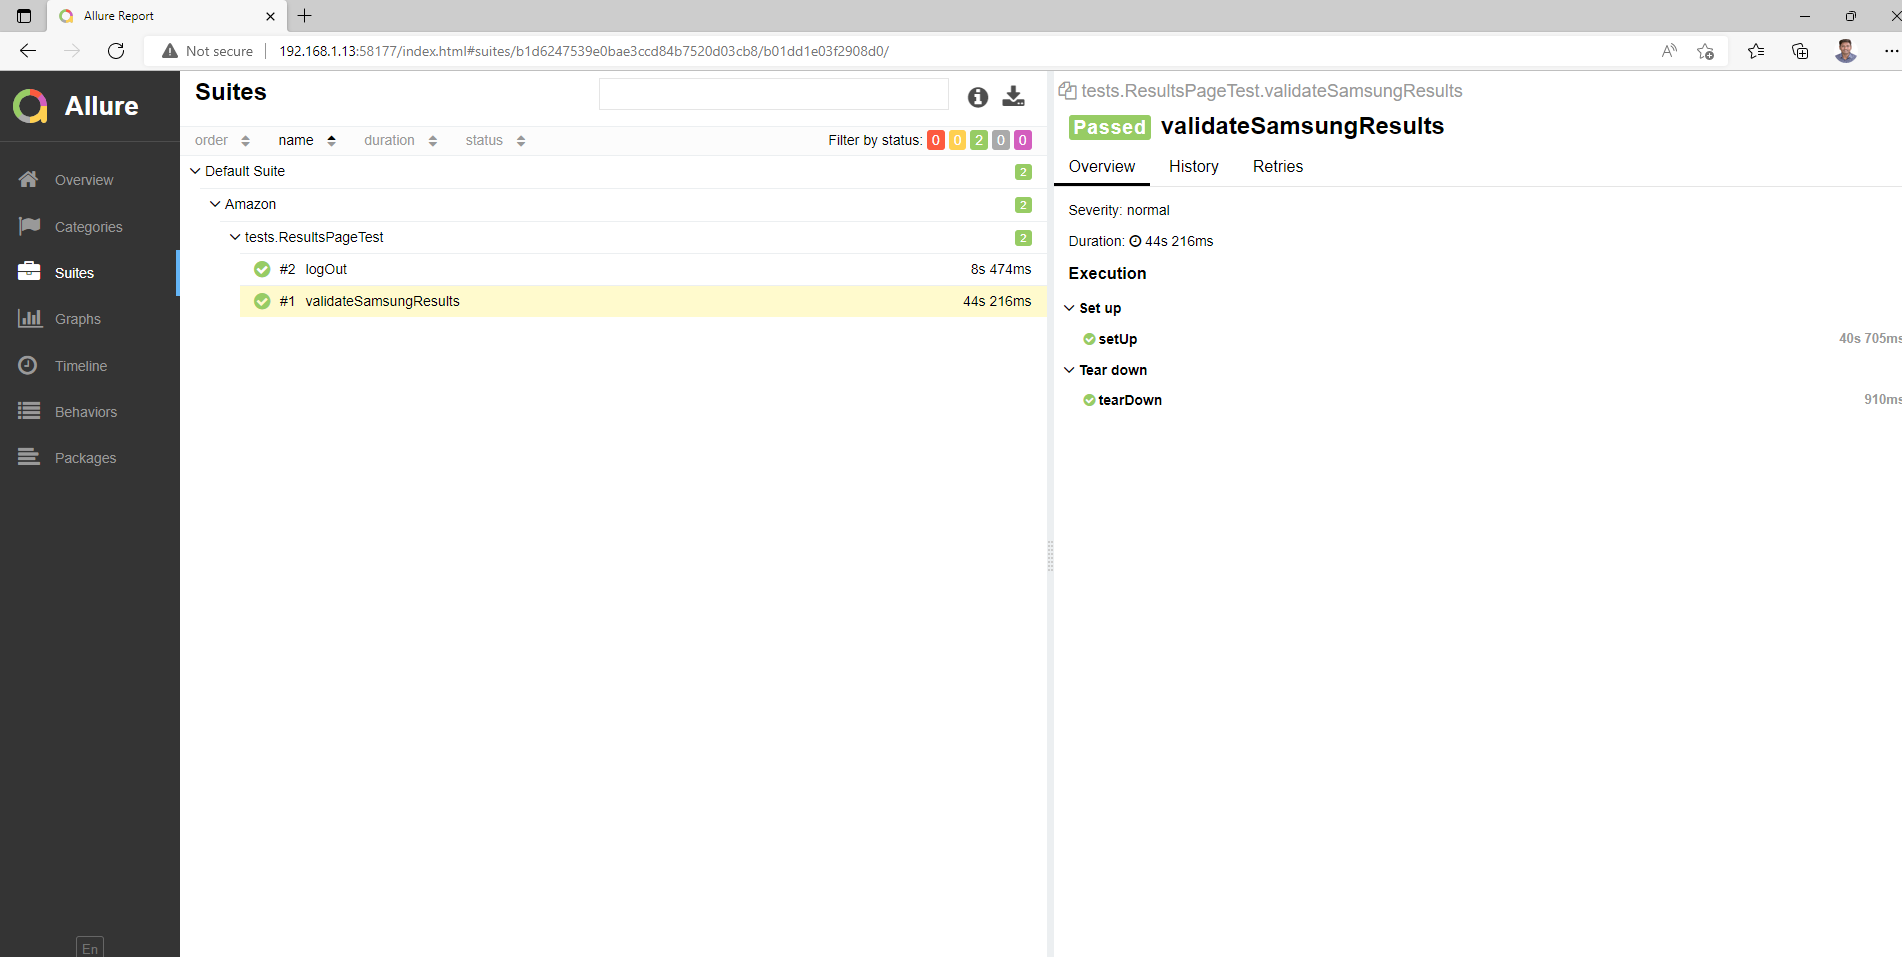 Allure Report
Not secure
192.168.1.13:58177/index.html#suites/b1d6247539e0bae3ccd84b7520d03cb8/b01dd1e03f2908d0/
Allure
Overview
Categories
Suites
Graphs
Timeline
Behaviors
Packages
En
Suites
order name duration status
Filter by status: 0 0 2 0 0
Default Suite 2
Amazon 2
tests.ResultsPageTest 2
#2 logOut 8s 474ms
#1 validateSamsungResults 44s 216ms
tests.ResultsPageTest.validateSamsungResults
Passed validateSamsungResults
Overview History Retries
Severity: normal
Duration: 44s 216ms
Execution
Set up
setUp 40s 705ms
Tear down
tearDown 910ms